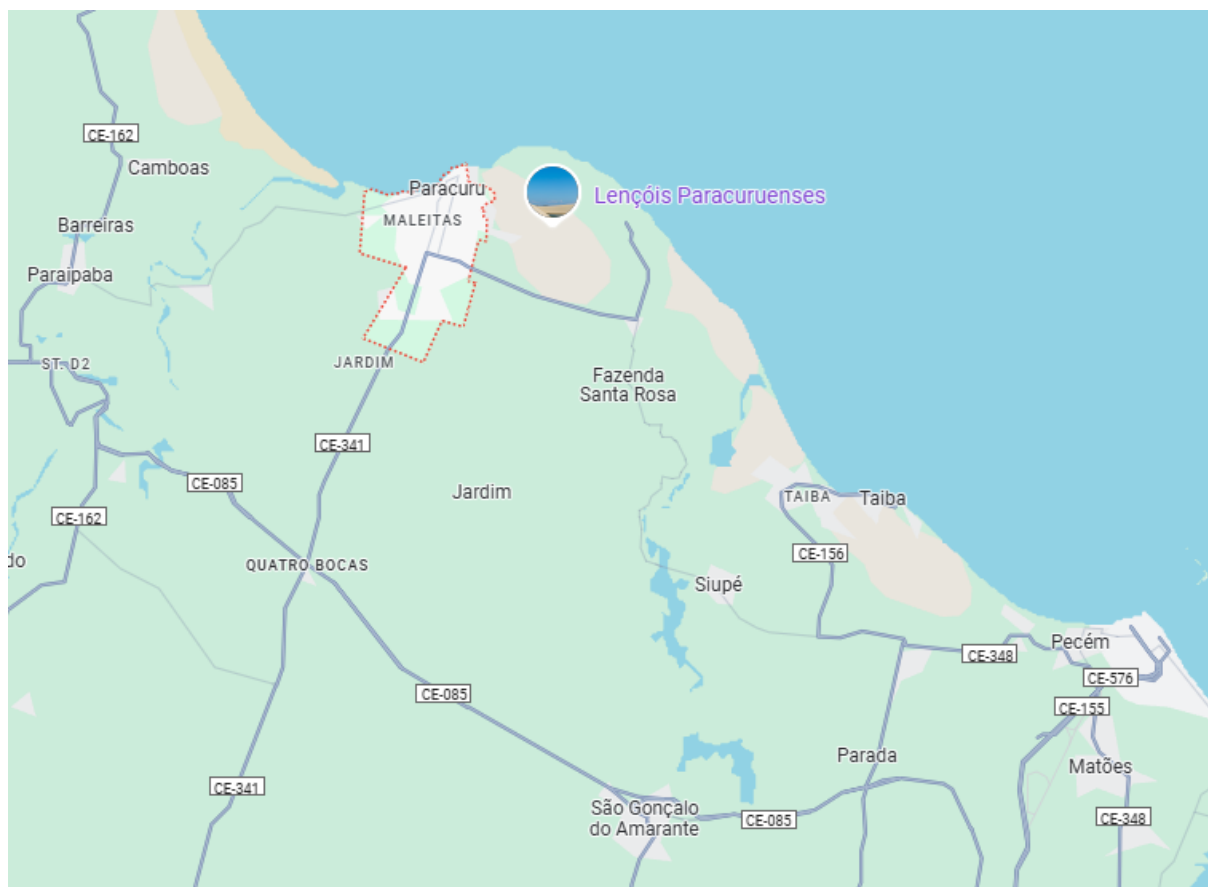 CE-162
Camboas
Paracuru
Lençóis Paracuruenses
MALEITAS
Barreiras
Paraipaba
ST. D2
JARDIM
Fazenda
Santa Rosa
CE-341
CE-085
Jardim
TAIBA
Taiba
CE-162
CE-156
do
QUATRO BOCAS
Siupé
CE-348
Pecém
CE-576
CE-085
CE-155
Parada
Matões
CE-341
São Gonçalo
do Amarante
CE-085
CE-348